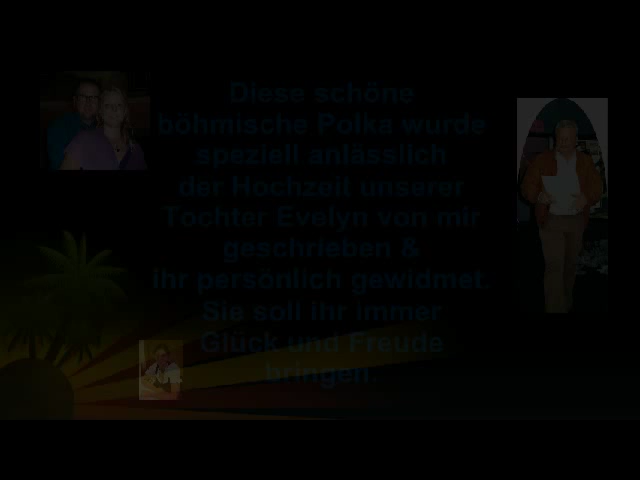 Diese schöne
böhmische Polka wurde
speziell anlässlich
der Hochzeit unserer
Tochter Evelyn von mir
geschrieben &
ihr persönlich gewidmet.
Sie soll ihr immer
Glück und Freude
bringen.